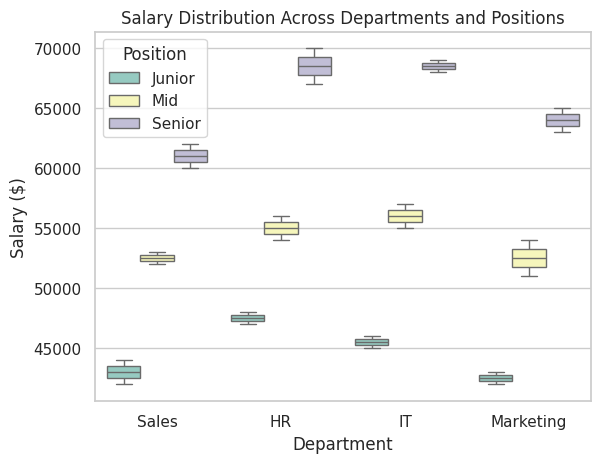 Salary Distribution Across Departments and Positions
Position
Junior
Mid
Senior
70000
65000
60000
55000
50000
45000
Salary ($)
Sales HR IT Marketing
Department